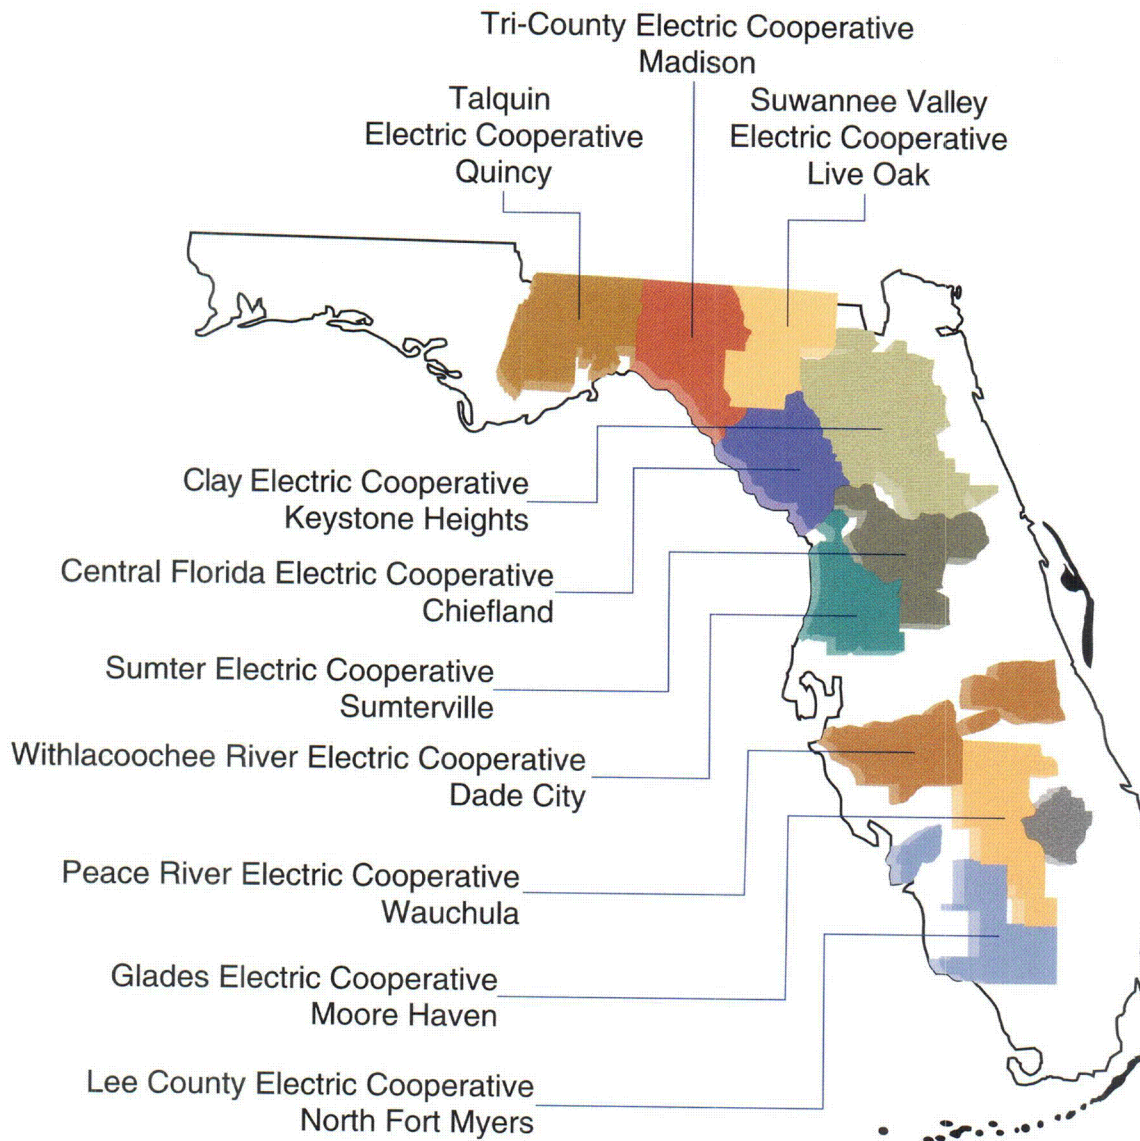 Tri-County Electric Cooperative
Madison
Talquin
Electric Cooperative
Quincy
Suwannee Valley
Electric Cooperative
Live Oak
Clay Electric Cooperative
Keystone Heights
Central Florida Electric Cooperative
Chiefland
Sumter Electric Cooperative
Sumterville
Withlacoochee River Electric Cooperative
Dade City
Peace River Electric Cooperative
Wauchula
Glades Electric Cooperative
Moore Haven
Lee County Electric Cooperative
North Fort Myers